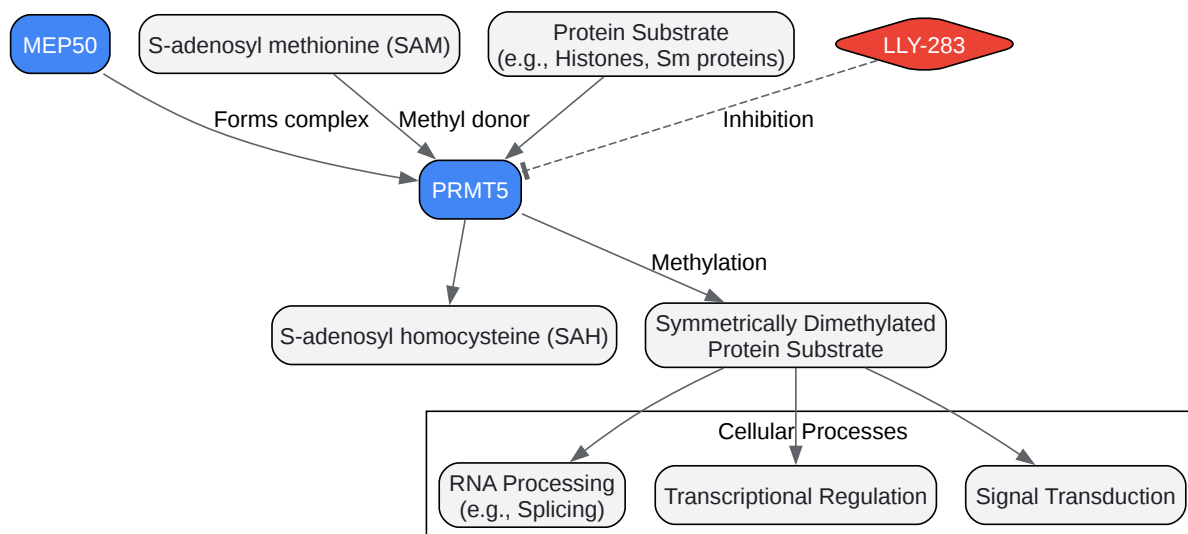 MEP50
S-adenosyl methionine (SAM)
Protein Substrate
(e.g., Histones, Sm proteins)
LLY-283
Forms complex
Methyl donor
Inhibition
PRMT5
Methylation
S-adenosyl homocysteine (SAH)
Symmetrically Dimethylated
Protein Substrate
Cellular Processes
RNA Processing
(e.g., Splicing)
Transcriptional Regulation
Signal Transduction